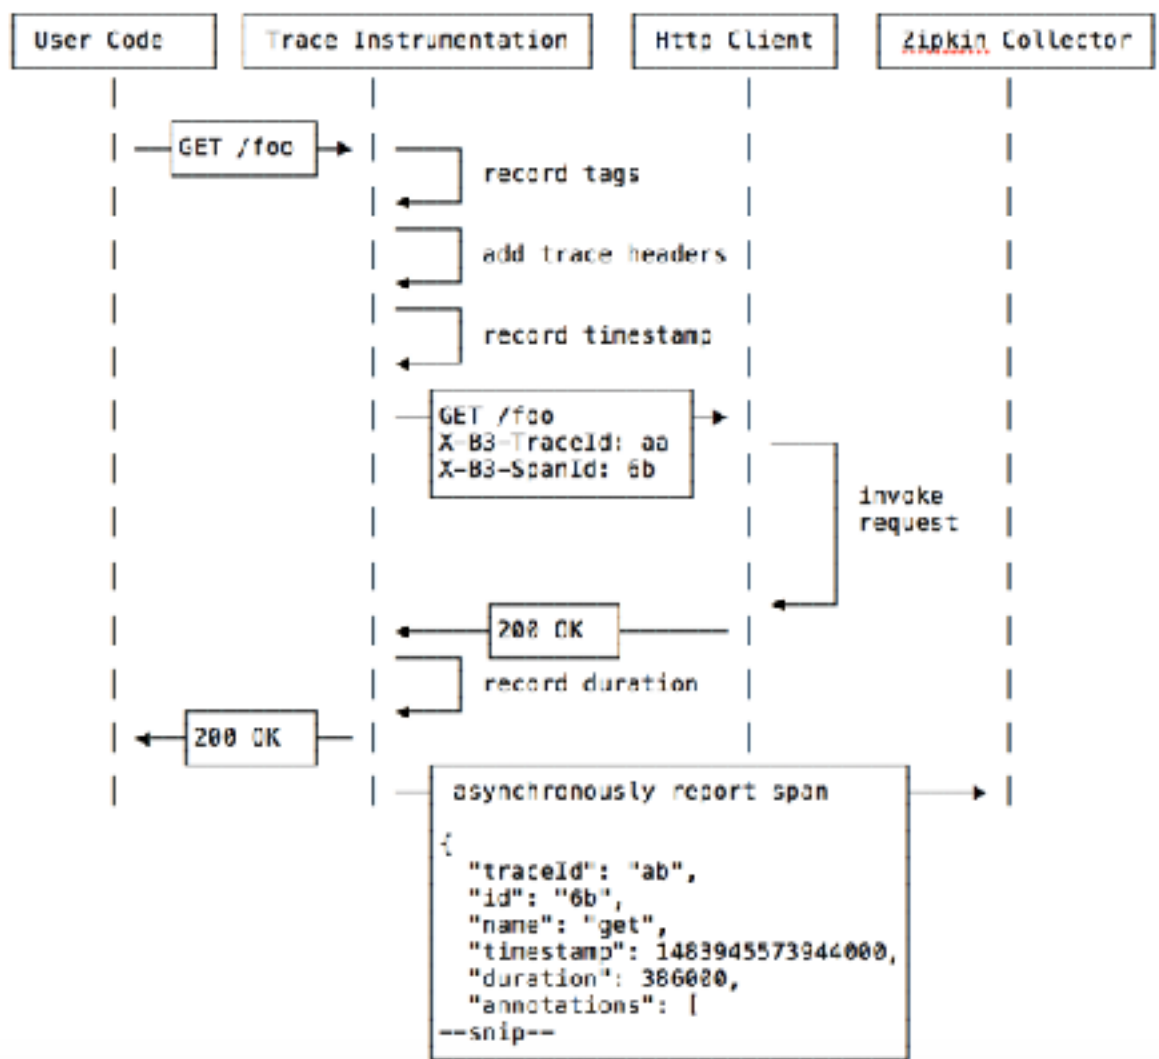 User Code
Trace Instrumentation
Http Client
Zipkin Collector
GET /foo
record tags
add trace headers
record timestamp
GET /foo
X-B3-TraceId: aa
X-B3-SpanId: 6b
invoke
request
200 OK
record duration
200 OK
asynchronously report span
{
"traceId": "ab",
"id": "6b",
"name": "get",
"timestamp": 1483945573944000,
"duration": 386000,
"annotations": [
--snip--